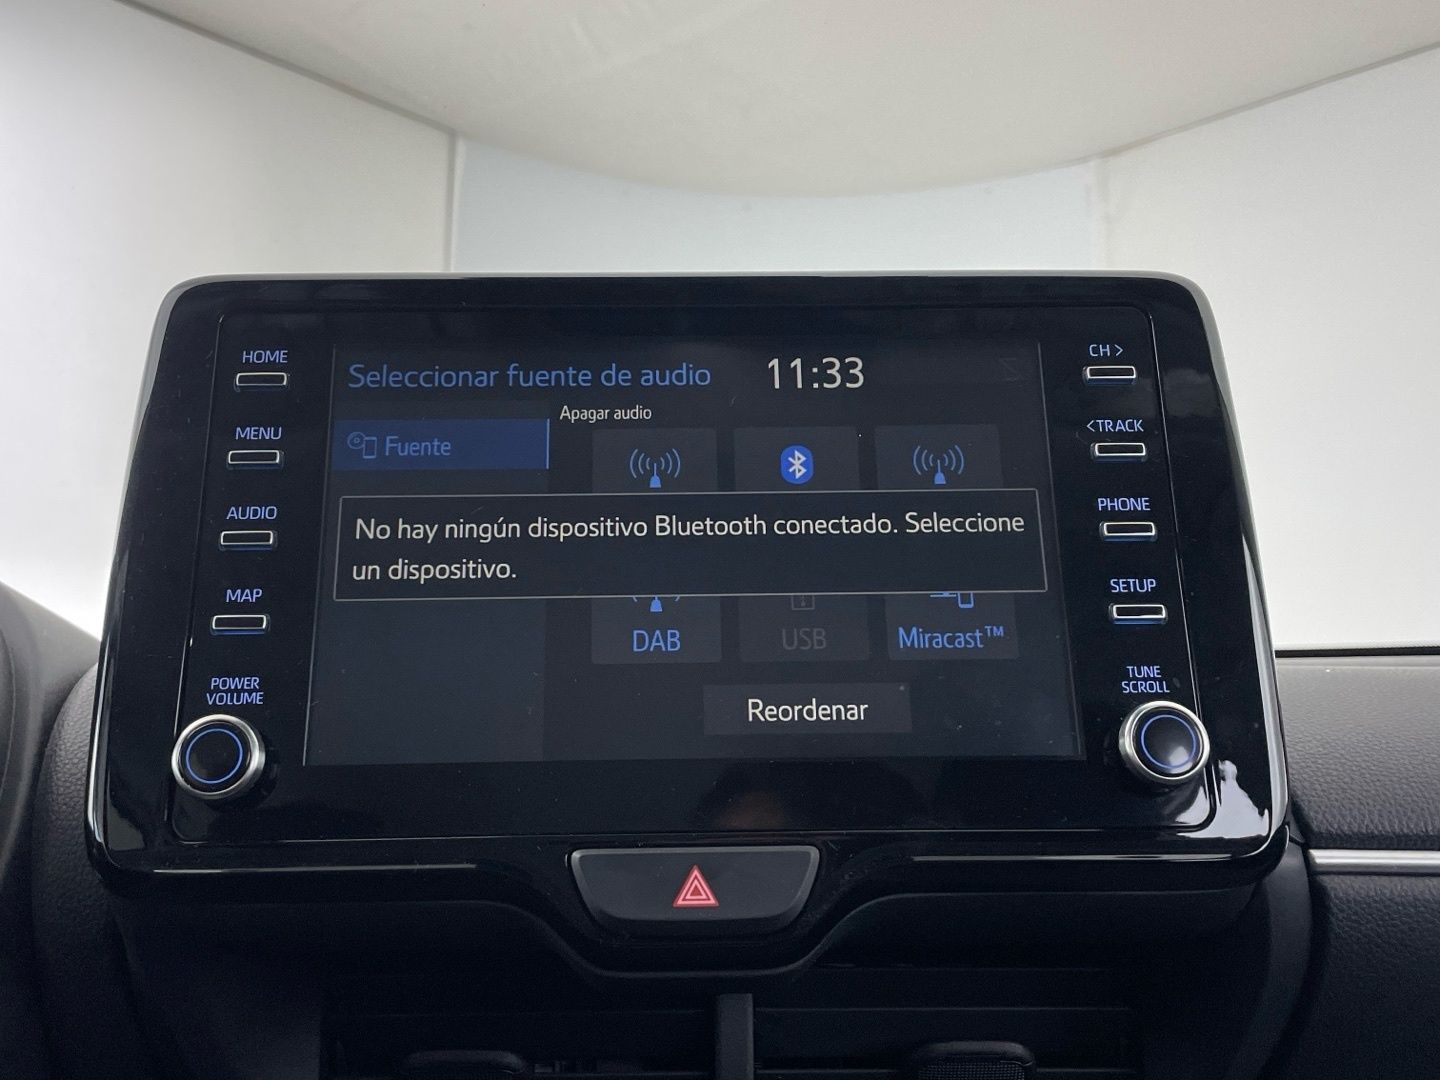 HOME
MENU
AUDIO
MAP
POWER
VOLUME
Seleccionar fuente de audio 11:33
Apagar audio
Fuente
No hay ningún dispositivo Bluetooth conectado. Seleccione
un dispositivo.
DAB USB Miracast™
Reordenar
CH >
<TRACK
PHONE
SETUP
TUNE
SCROLL